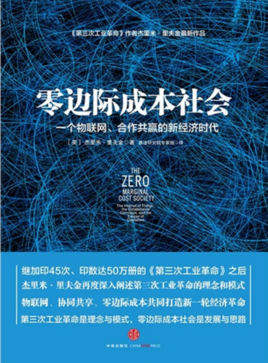 《第三次工业革命》作者杰里米·里夫金最新作品
零边际成本社会
一个物联网、合作共赢的新经济时代
[美] 杰里米·里夫金 著 赛迪研究院专家组 译
THE
ZERO
MARGINAL
COST SOCIETY
The Internet of Things,
the Collaborative
Commons, and the
Eclipse of
Capitalism
继加印45次、印数达50万册的《第三次工业革命》之后
杰里米·里夫金再度深入阐述第三次工业革命的理念和模式
物联网、协同共享、零边际成本共同打造新一轮经济革命
第三次工业革命是理念与模式，零边际成本社会是发展与思路
中信出版社